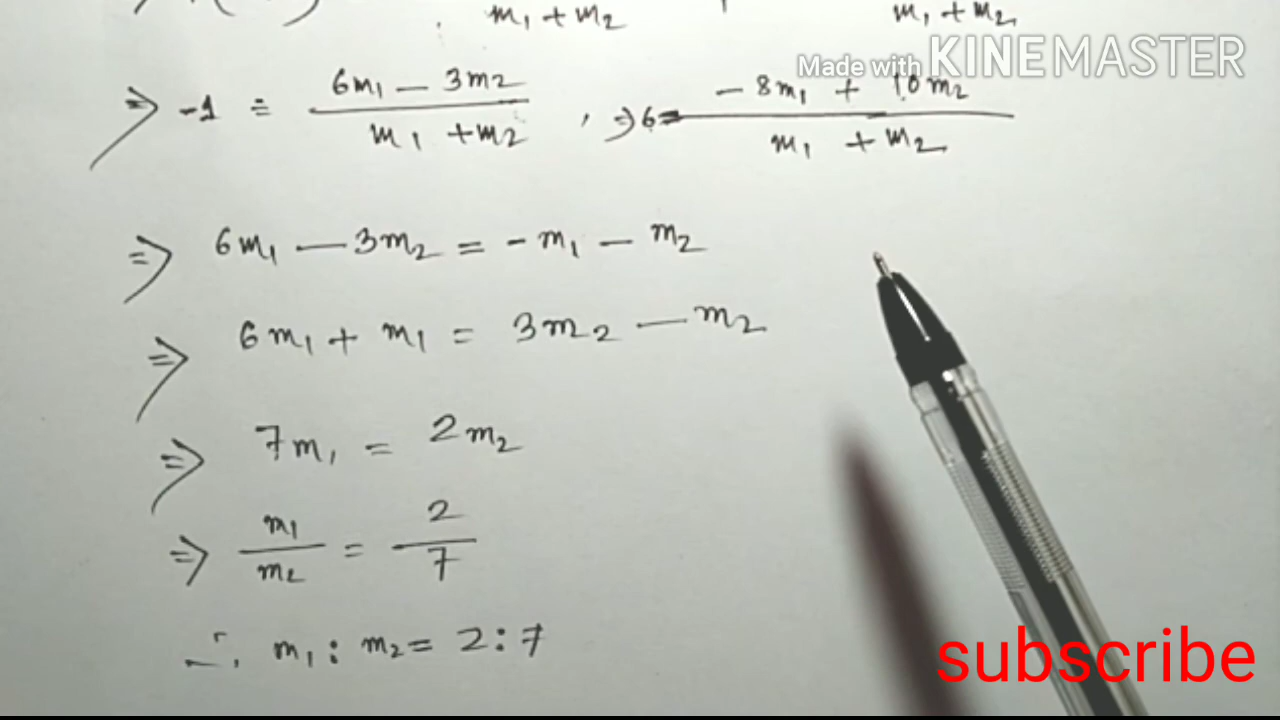 m₁ + m₂ m₁ + m₂
Made with KINEMASTER
⇒ -1 = (6m₁ — 3m₂)/(m₁ + m₂) , ⇒ 6 = (- 8m₁ + 10m₂)/(m₁ + m₂)
⇒ 6m₁ — 3m₂ = - m₁ — m₂
⇒ 6m₁ + m₁ = 3m₂ — m₂
⇒ 7m₁ = 2m₂
⇒ m₁/m₂ = 2/7
∴ m₁ : m₂ = 2 : 7
subscribe